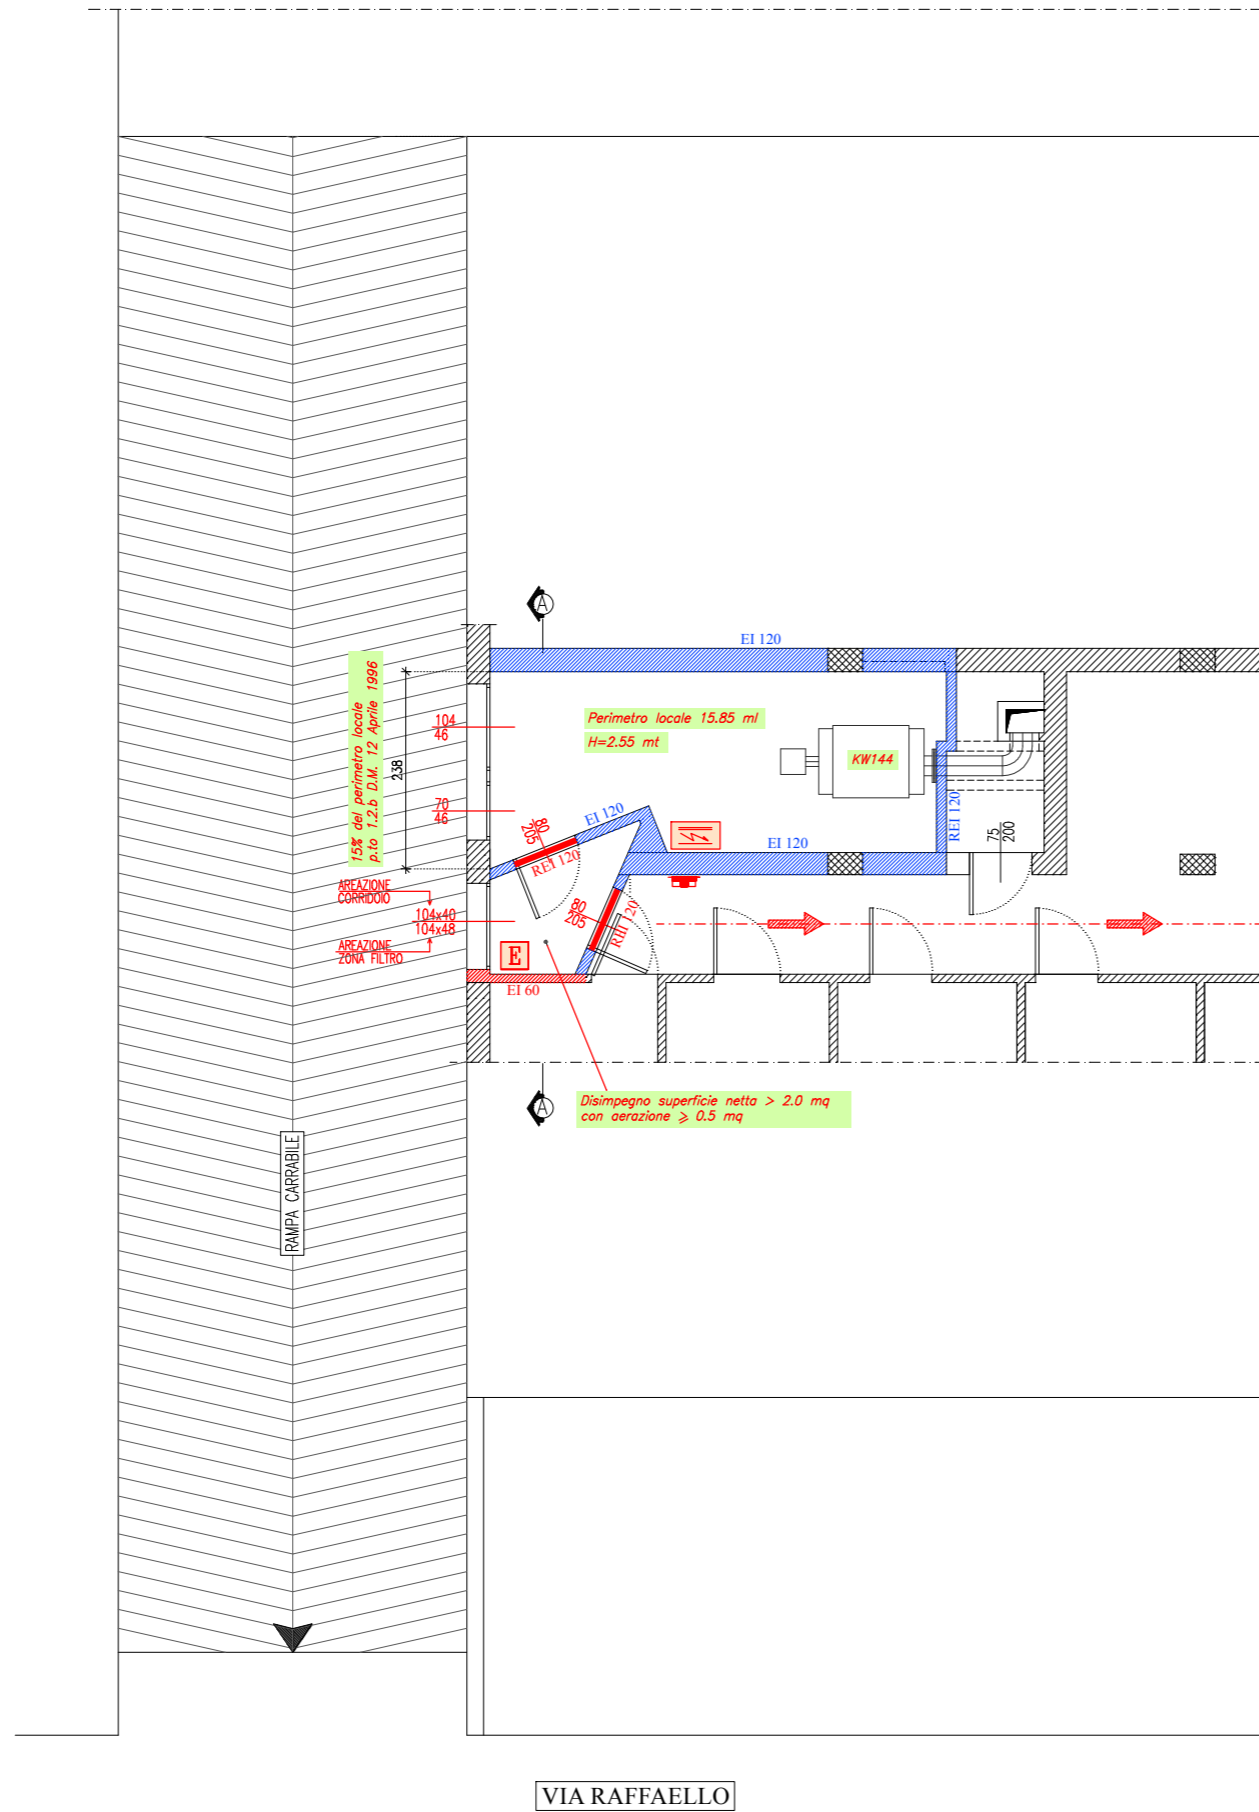 A
EI 120
15% del perimetro locale
p.to 1.2.b D.M. 12 Aprile 1996
238
104
46
70
46
Perimetro locale 15.85 ml
H=2.55 mt
KW144
EI 120
80
205
REI 120
EI 120
REI 120
75
200
AREAZIONE
CORRIDOIO
104x40
104x48
AREAZIONE
ZONA FILTRO
80
205
120
E
EI 60
A
Disimpegno superficie netta > 2.0 mq
con aerazione ⩾ 0.5 mq
RAMPA CARRABILE
VIA RAFFAELLO